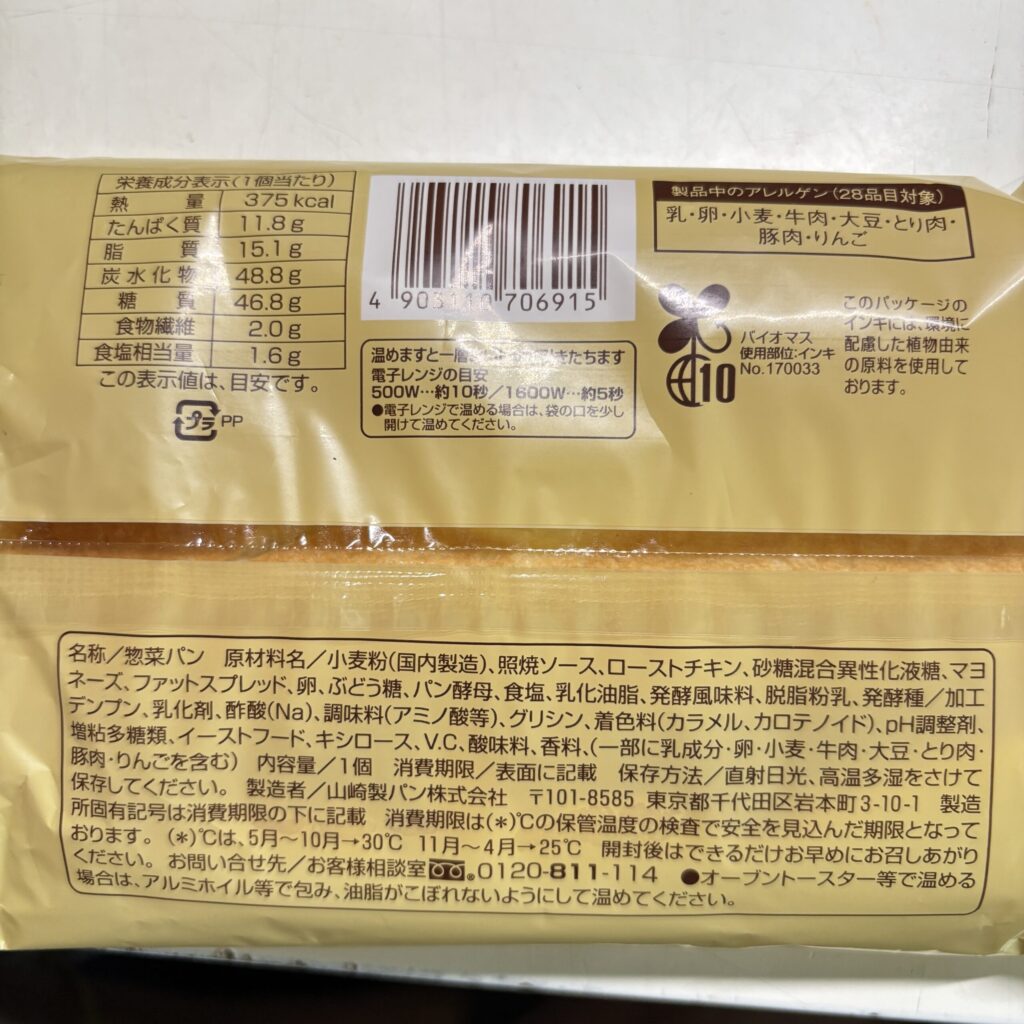 栄養成分表示(1個当たり)
熱量 375kcal
たんぱく質 11.8g
脂質 15.1g
炭水化物 48.8g
糖質 46.8g
食物繊維 2.0g
食塩相当量 1.6g
この表示値は、目安です。
プラ PP
4 903110 706915
温めますと一層 きたちます
電子レンジの目安
500W…約10秒/1600W…約5秒
●電子レンジで温める場合は、袋の口を少し
開けて温めてください。
製品中のアレルゲン(28品目対象)
乳・卵・小麦・牛肉・大豆・とり肉・
豚肉・りんご
バイオマス
使用部位:インキ
No.170033
10
このパッケージの
インキには、環境に
配慮した植物由来
の原料を使用して
おります。
名称/惣菜パン 原材料名/小麦粉(国内製造)、照焼ソース、ローストチキン、砂糖混合異性化液糖、マヨ
ネーズ、ファットスプレッド、卵、ぶどう糖、パン酵母、食塩、乳化油脂、発酵風味料、脱脂粉乳、発酵種/加工
デンプン、乳化剤、酢酸(Na)、調味料(アミノ酸等)、グリシン、着色料(カラメル、カロテノイド)、pH調整剤、
増粘多糖類、イーストフード、キシロース、V.C、酸味料、香料、(一部に乳成分・卵・小麦・牛肉・大豆・とり肉・
豚肉・りんごを含む) 内容量/1個 消費期限/表面に記載 保存方法/直射日光、高温多湿をさけて
保存してください。 製造者/山崎製パン株式会社 〒101-8585 東京都千代田区岩本町3-10-1 製造
所固有記号は消費期限の下に記載 消費期限は(*)℃の保管温度の検査で安全を見込んだ期限となって
おります。(*)℃は、5月~10月→30℃ 11月~4月→25℃ 開封後はできるだけお早めにお召しあがり
ください。 お問い合せ先/お客様相談室 0120-811-114 ●オーブントースター等で温める
場合は、アルミホイル等で包み、油脂がこぼれないようにして温めてください。